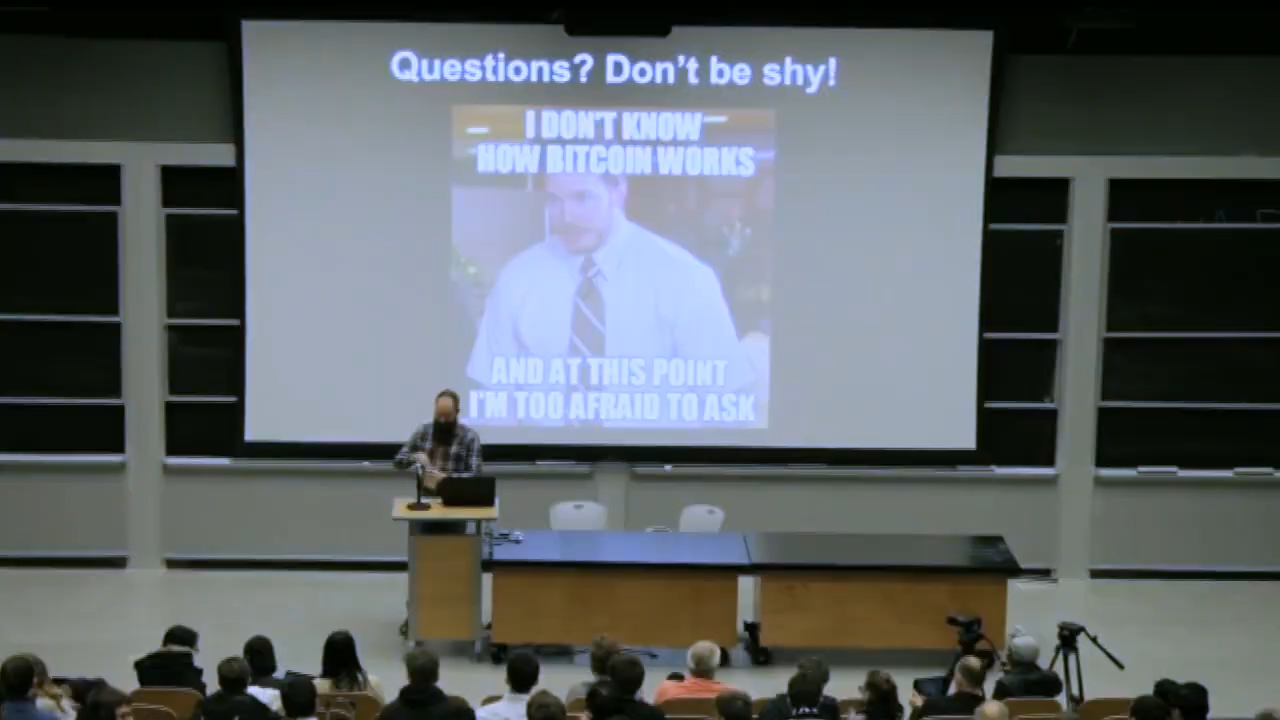 Questions? Don't be shy!
I DON'T KNOW
HOW BITCOIN WORKS
AND AT THIS POINT
I'M TOO AFRAID TO ASK